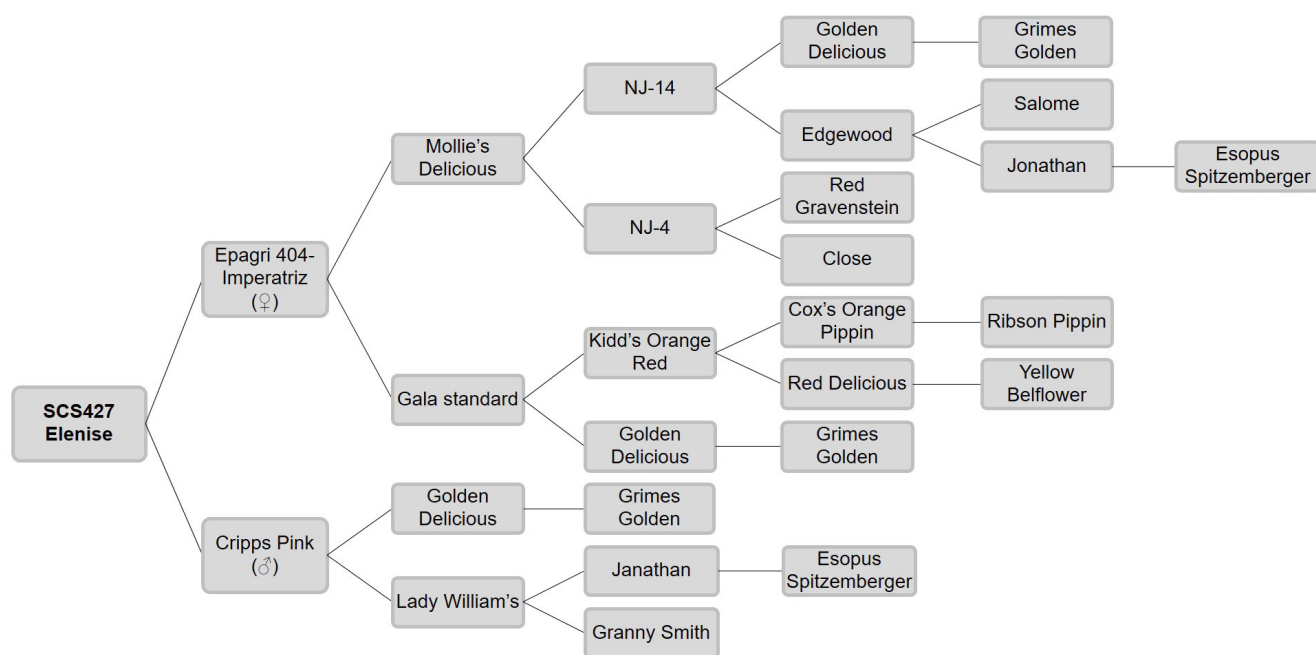 Golden
Delicious
Grimes
Golden
NJ-14
Salome
Edgewood
Mollie's
Delicious
Jonathan
Esopus
Spitzemberger
Red
Gravenstein
NJ-4
Close
Epagri 404-
Imperatriz
(♀)
Cox's Orange
Pippin
Ribson Pippin
Kidd's Orange
Red
Red Delicious
Yellow
Belflower
Gala standard
SCS427
Elenise
Golden
Delicious
Grimes
Golden
Golden
Delicious
Grimes
Golden
Cripps Pink
(♂)
Janathan
Esopus
Spitzemberger
Lady William's
Granny Smith